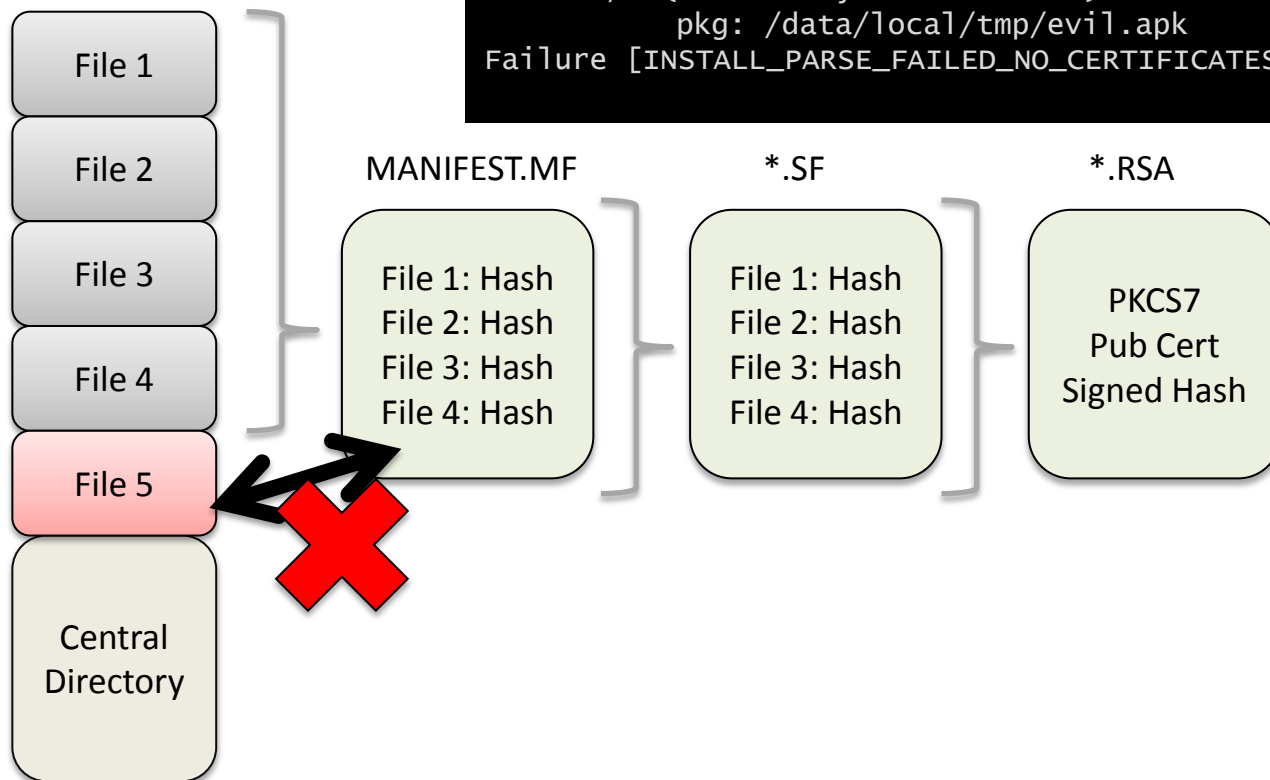 pkg: /data/local/tmp/evil.apk
Failure [INSTALL_PARSE_FAILED_NO_CERTIFICATES
File 1
File 2
File 3
File 4
File 5
Central
Directory
MANIFEST.MF
File 1: Hash
File 2: Hash
File 3: Hash
File 4: Hash
*.SF
File 1: Hash
File 2: Hash
File 3: Hash
File 4: Hash
*.RSA
PKCS7
Pub Cert
Signed Hash